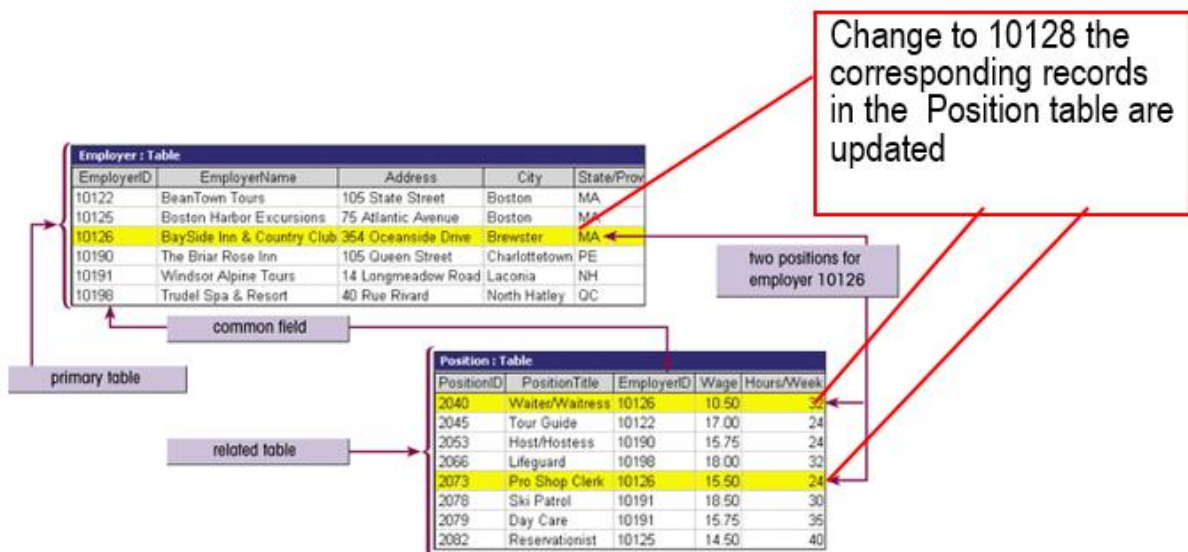 Change to 10128 the
corresponding records
in the Position table are
updated
Employer : Table
EmployerID EmployerName Address City State/Prov
10122 BeanTown Tours 105 State Street Boston MA
10125 Boston Harbor Excursions 75 Atlantic Avenue Boston MA
10126 BaySide Inn & Country Club 354 Oceanside Drive Brewster MA
10190 The Briar Rose Inn 105 Queen Street Charlottetown PE
10191 Windsor Alpine Tours 14 Longmeadow Road Laconia NH
10198 Trudel Spa & Resort 40 Rue Rivard North Hatley QC
two positions for
employer 10126
common field
primary table
Position : Table
PositionID PositionTitle EmployerID Wage Hours/Week
2040 Waiter/Waitress 10126 10.50 32
2045 Tour Guide 10122 17.00 24
2053 Host/Hostess 10190 15.75 24
2066 Lifeguard 10198 18.00 32
2073 Pro Shop Clerk 10126 15.50 24
2078 Ski Patrol 10191 18.50 30
2079 Day Care 10191 15.75 35
2082 Reservationist 10125 14.50 40
related table